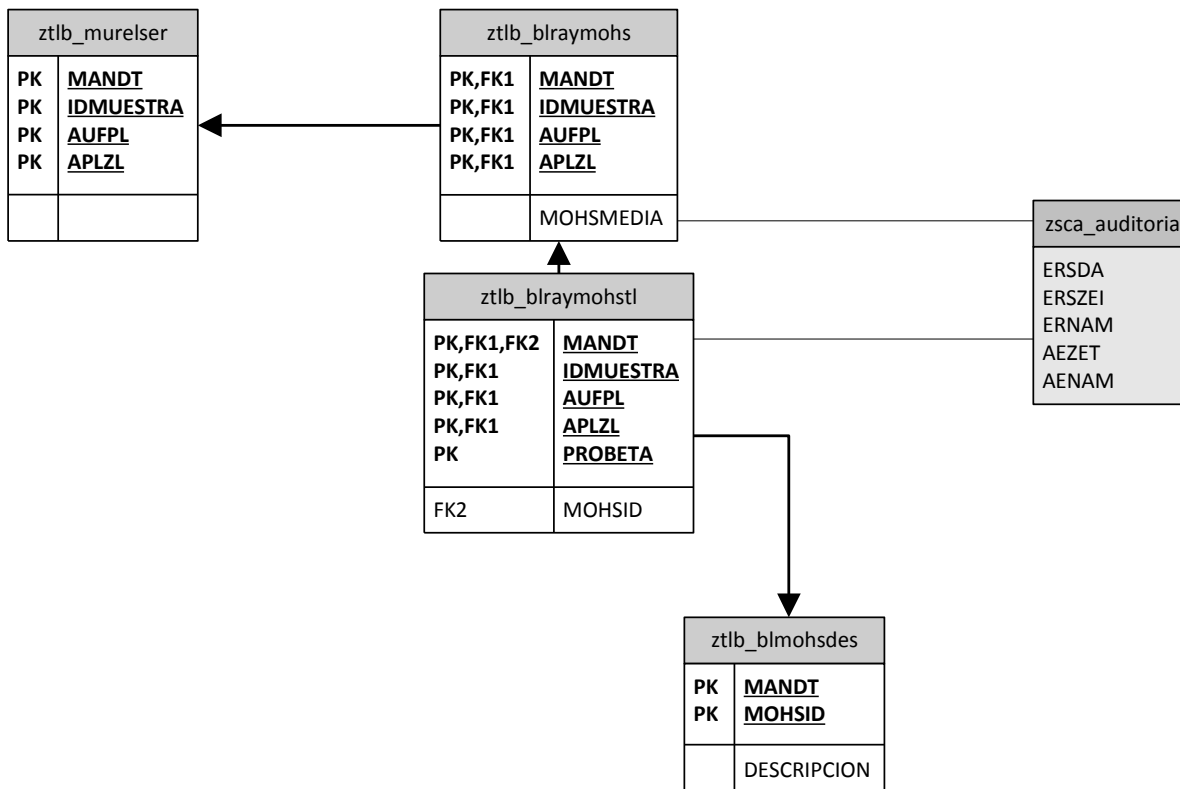 ztlb_murelser
PK MANDT
PK IDMUESTRA
PK AUFPL
PK APLZL
ztlb_blraymohs
PK,FK1 MANDT
PK,FK1 IDMUESTRA
PK,FK1 AUFPL
PK,FK1 APLZL
MOHSMEDIA
zsca_auditoria
ERSDA
ERSZEI
ERNAM
AEZET
AENAM
ztlb_blraymohstl
PK,FK1,FK2 MANDT
PK,FK1 IDMUESTRA
PK,FK1 AUFPL
PK,FK1 APLZL
PK PROBETA
FK2 MOHSID
ztlb_blmohsdes
PK MANDT
PK MOHSID
DESCRIPCION